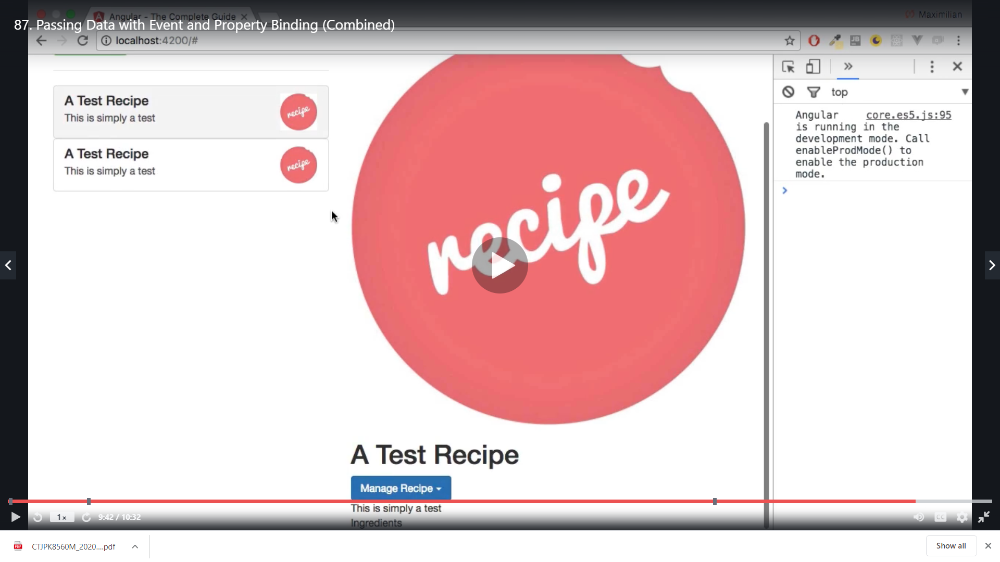 Angular - The Complete Guide
Maximilian
87. Passing Data with Event and Property Binding (Combined)
localhost:4200/#
JB
top
A Test Recipe
This is simply a test
recipe
A Test Recipe
This is simply a test
recipe
recipe
Angular core.es5.js:95
is running in the
development mode. Call
enableProdMode() to
enable the production
mode.
A Test Recipe
Manage Recipe
This is simply a test
Ingredients
1x
9:42 / 10:32
CC
PDF
CTJPK8560M_2020....pdf
Show all